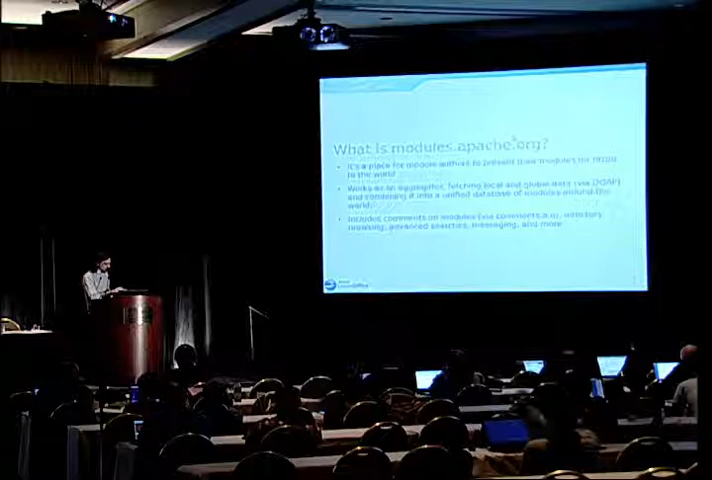 What is modules.apache.org?
It's a place for module authors to present their modules for httpd
to the world
Works as an aggregator, fetching local and global data (via DOAP)
and combining it into a unified database of modules around the
world.
Includes comments on modules (via comments.a.o), directory
browsing, advanced searches, messaging, and more